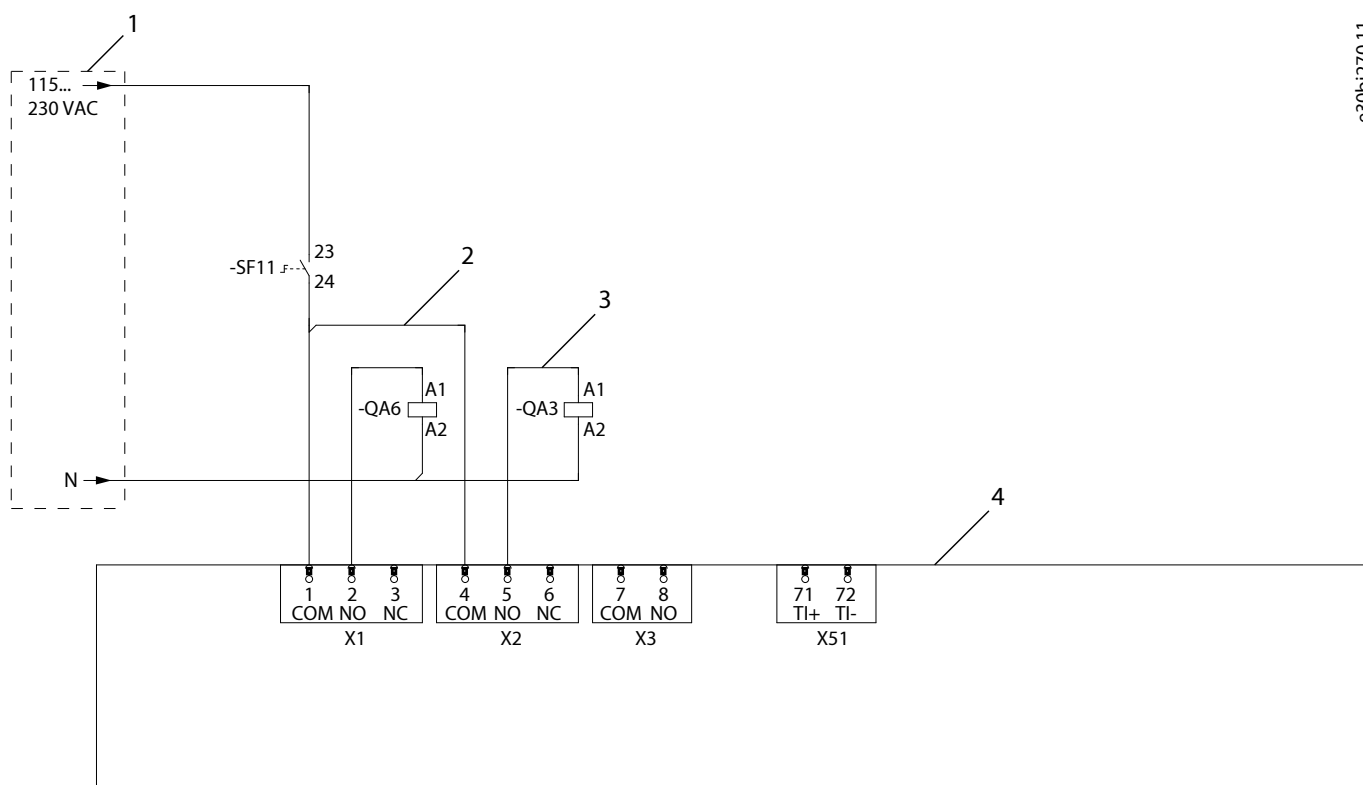 1
115...
230 VAC
23
-SF11
24
2
3
A1
-QA6
A2
A1
-QA3
A2
N
4
1 2 3
COM NO NC
X1
4 5 6
COM NO NC
X2
7 8
COM NO
X3
71 72
TI+ TI-
X51